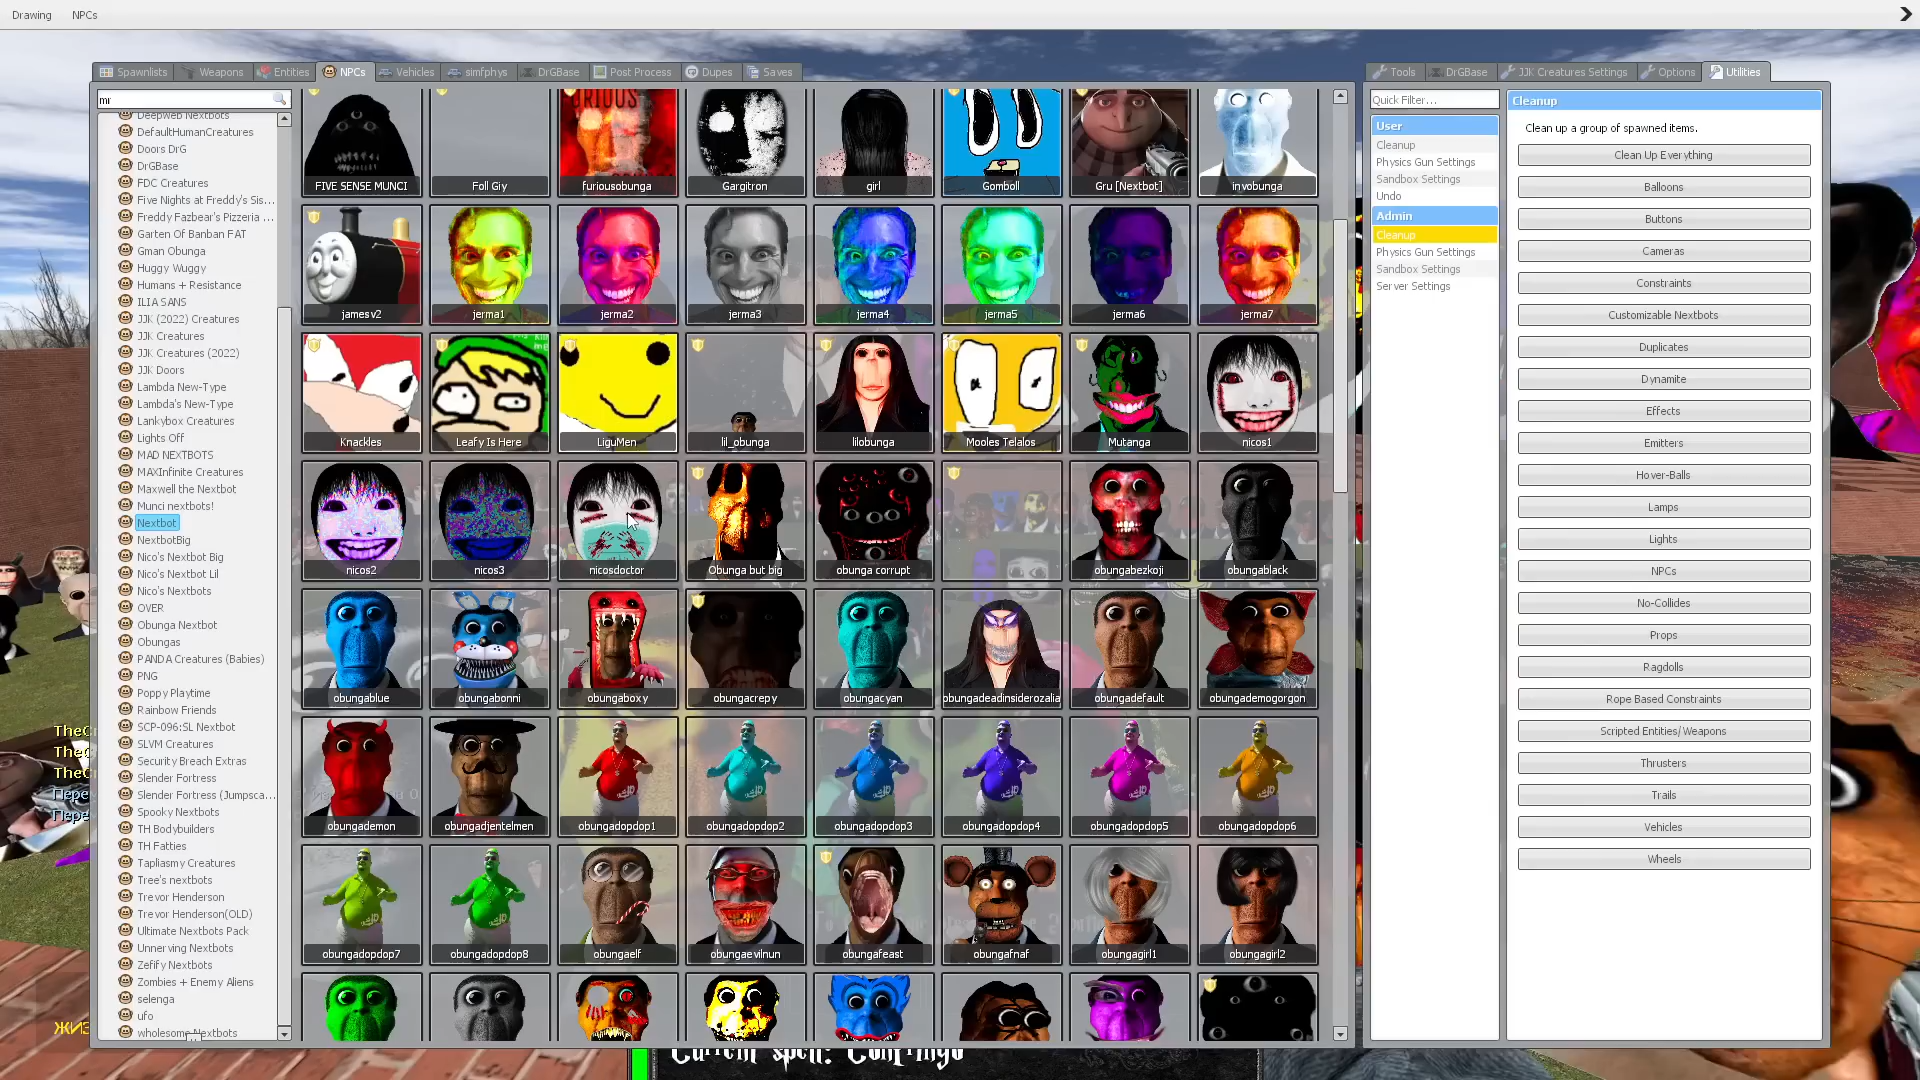 Drawing NPCs
Spawnlists Weapons Entities NPCs Vehicles simfphys DrGBase Post Process Dupes Saves
Tools DrGBase JJK Creatures Settings Options Utilities
mr
Deepweb Nextbots
DefaultHumanCreatures
Doors DrG
DrGBase
FDC Creatures
Five Nights at Freddy's Sis...
Freddy Fazbear's Pizzeria ...
Garten Of Banban FAT
Gman Obunga
Huggy Wuggy
Humans + Resistance
ILIA SANS
JJK (2022) Creatures
JJK Creatures
JJK Creatures (2022)
JJK Doors
Lambda New-Type
Lambda's New-Type
Lankybox Creatures
Lights Off
MAD NEXTBOTS
MAXInfinite Creatures
Maxwell the Nextbot
Munci nextbots!
Nextbot
NextbotBig
Nico's Nextbot Big
Nico's Nextbot Lil
Nico's Nextbots
OVER
Obunga Nextbot
Obungas
PANDA Creatures (Babies)
PNG
Poppy Playtime
Rainbow Friends
SCP-096:SL Nextbot
SLVM Creatures
Security Breach Extras
Slender Fortress
Slender Fortress (Jumpsca...
Spooky Nextbots
TH Bodybuilders
TH Fatties
Tapliasmy Creatures
Tree's nextbots
Trevor Henderson
Trevor Henderson(OLD)
Ultimate Nextbots Pack
Unnerving Nextbots
Zefify Nextbots
Zombies + Enemy Aliens
selenga
ufo
wholesome Nextbots
FIVE SENSE MUNCI Foll Giy furiousobunga Gargitron girl Gomboll Gru [Nextbot] invobunga
jamesv2 jerma1 jerma2 jerma3 jerma4 jerma5 jerma6 jerma7
Knackles Leafy Is Here LiguMen lil_obunga lilobunga Mooles Telalos Mutanga nicos1
nicos2 nicos3 nicosdoctor Obunga but big obunga corrupt obungabezkoji obungablack
obungablue obungabonni obungaboxy obungacrepy obungacyan obungadeadinsiderozalia obungadefault obungademogorgon
obungademon obungadjentelmen obungadopdop1 obungadopdop2 obungadopdop3 obungadopdop4 obungadopdop5 obungadopdop6
obungadopdop7 obungadopdop8 obungaelf obungaevilnun obungafeast obungafnaf obungagirl1 obungagirl2
Quick Filter...
User
Cleanup
Physics Gun Settings
Sandbox Settings
Undo
Admin
Cleanup
Physics Gun Settings
Sandbox Settings
Server Settings
Cleanup
Clean up a group of spawned items.
Clean Up Everything
Balloons
Buttons
Cameras
Constraints
Customizable Nextbots
Duplicates
Dynamite
Effects
Emitters
Hover-Balls
Lamps
Lights
NPCs
No-Collides
Props
Ragdolls
Rope Based Constraints
Scripted Entities/Weapons
Thrusters
Trails
Vehicles
Wheels
Current spell: Confringo